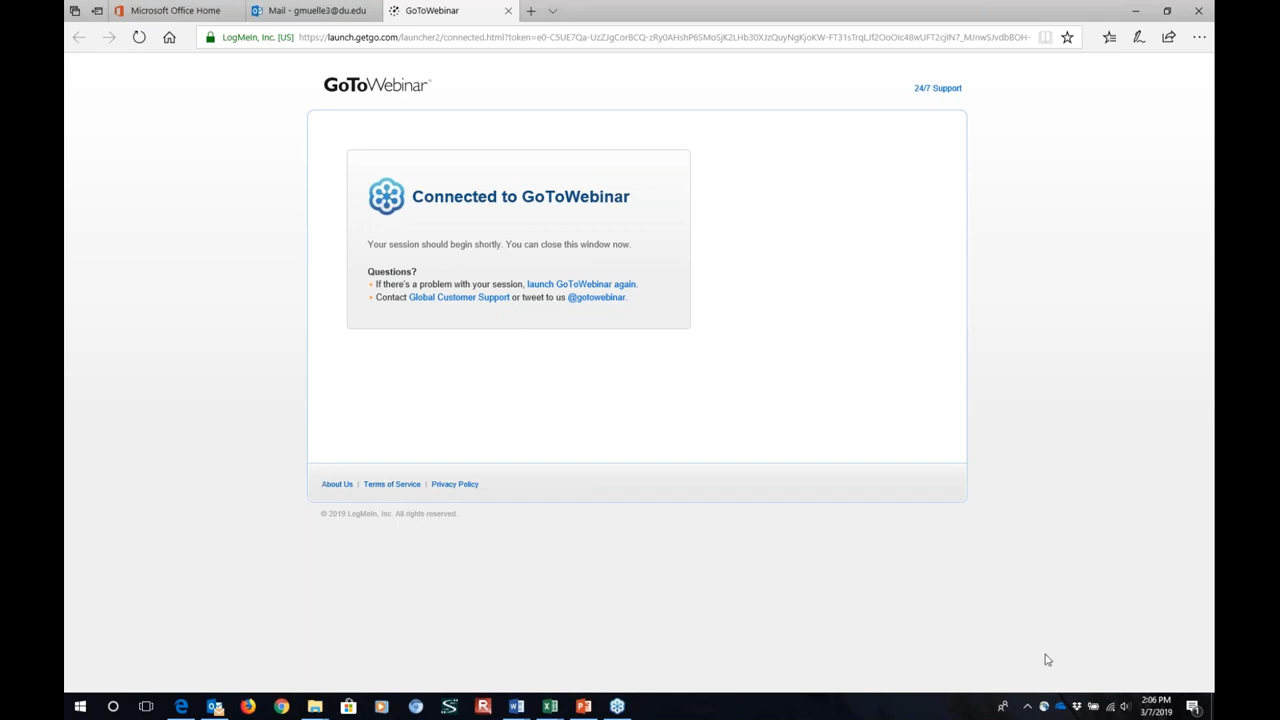 Microsoft Office Home
Mail - gmuelle3@du.edu
GoToWebinar
LogMeIn, Inc. [US]
GoToWebinar
24/7 Support
Connected to GoToWebinar
Your session should begin shortly. You can close this window now.
Questions?
If there's a problem with your session, launch GoToWebinar again.
Contact Global Customer Support or tweet to us @gotowebinar.
About Us | Terms of Service | Privacy Policy
© 2019 LogMeIn, Inc. All rights reserved.
2:06 PM
3/7/2019